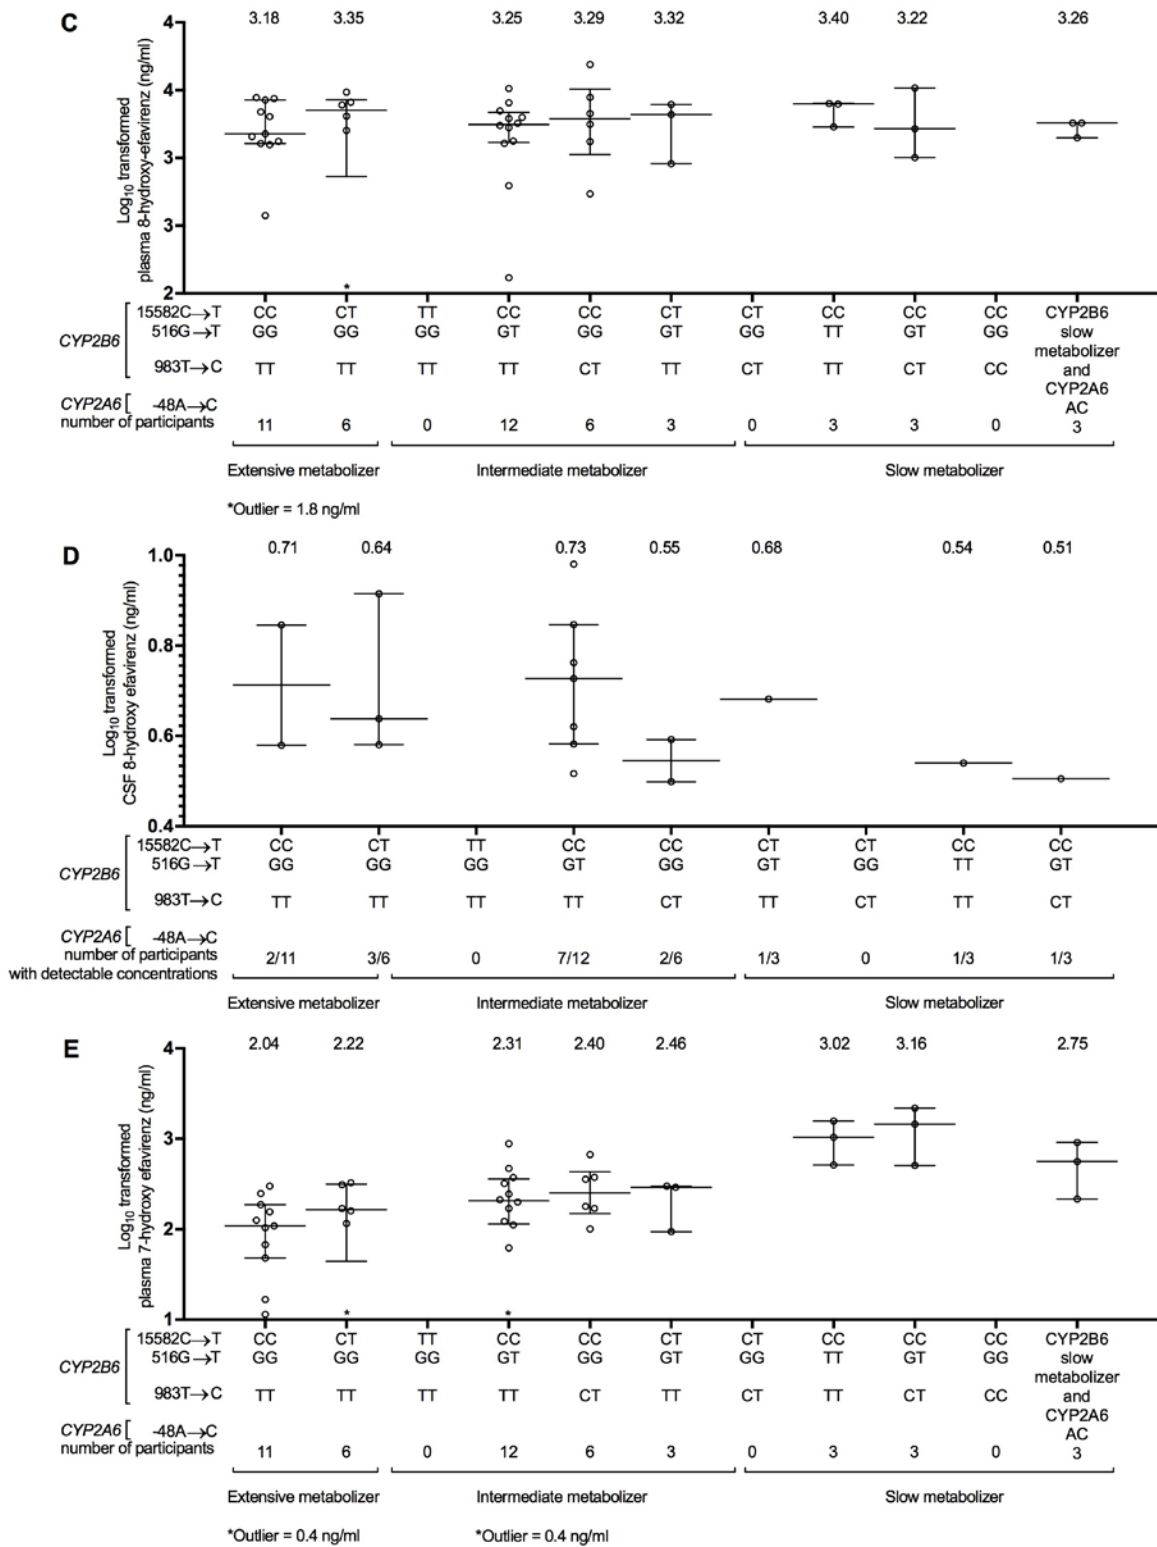 C
3.18 3.35 3.25 3.29 3.32 3.40 3.22 3.26
Log10 transformed
plasma 8-hydroxy-efavirenz (ng/ml)
4
4
3
3
2
*
15582C→T CC CT TT CC CC CT CT CC CC CC CYP2B6
516G→T GG GG GG GT GG GT GG TT GT GG slow
CYP2B6
metabolizer
983T→C TT TT TT TT CT TT CT TT CT CC and
CYP2A6
CYP2A6 -48A→C AC
number of participants 11 6 0 12 6 3 0 3 3 0 3
Extensive metabolizer Intermediate metabolizer Slow metabolizer
*Outlier = 1.8 ng/ml
D
0.71 0.64 0.73 0.55 0.68 0.54 0.51
Log10 transformed
CSF 8-hydroxy efavirenz (ng/ml)
1.0
0.8
0.6
0.4
15582C→T CC CT TT CC CC CT CT CC CC
516G→T GG GG GG GT GG GT GG TT GT
CYP2B6
983T→C TT TT TT TT CT TT CT TT CT
CYP2A6 -48A→C
number of participants
with detectable concentrations 2/11 3/6 0 7/12 2/6 1/3 0 1/3 1/3
Extensive metabolizer Intermediate metabolizer Slow metabolizer
E
2.04 2.22 2.31 2.40 2.46 3.02 3.16 2.75
Log10 transformed
plasma 7-hydroxy efavirenz (ng/ml)
4
3
2
1
* *
15582C→T CC CT TT CC CC CT CT CC CC CC CYP2B6
516G→T GG GG GG GT GG GT GG TT GT GG slow
CYP2B6
metabolizer
983T→C TT TT TT TT CT TT CT TT CT CC and
CYP2A6
CYP2A6 -48A→C AC
number of participants 11 6 0 12 6 3 0 3 3 0 3
Extensive metabolizer Intermediate metabolizer Slow metabolizer
*Outlier = 0.4 ng/ml *Outlier = 0.4 ng/ml